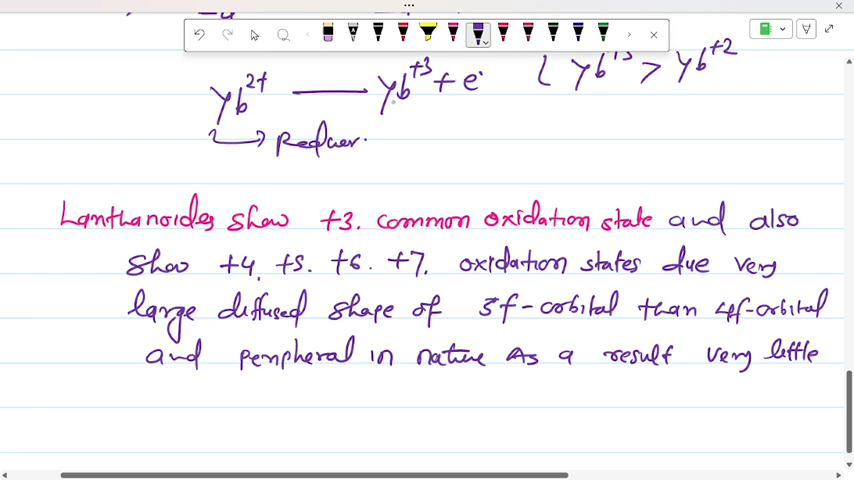 Yb²⁺ → Yb⁺³ + e⁻ ( Yb⁺³ > Yb⁺²
↳ Reducer.
Lanthanoides show +3. common oxidation state and also
show +4, +5. +6. +7. oxidation states due very
large diffused shape of 5f-orbital than 4f-orbital
and peripheral in nature As a result very little